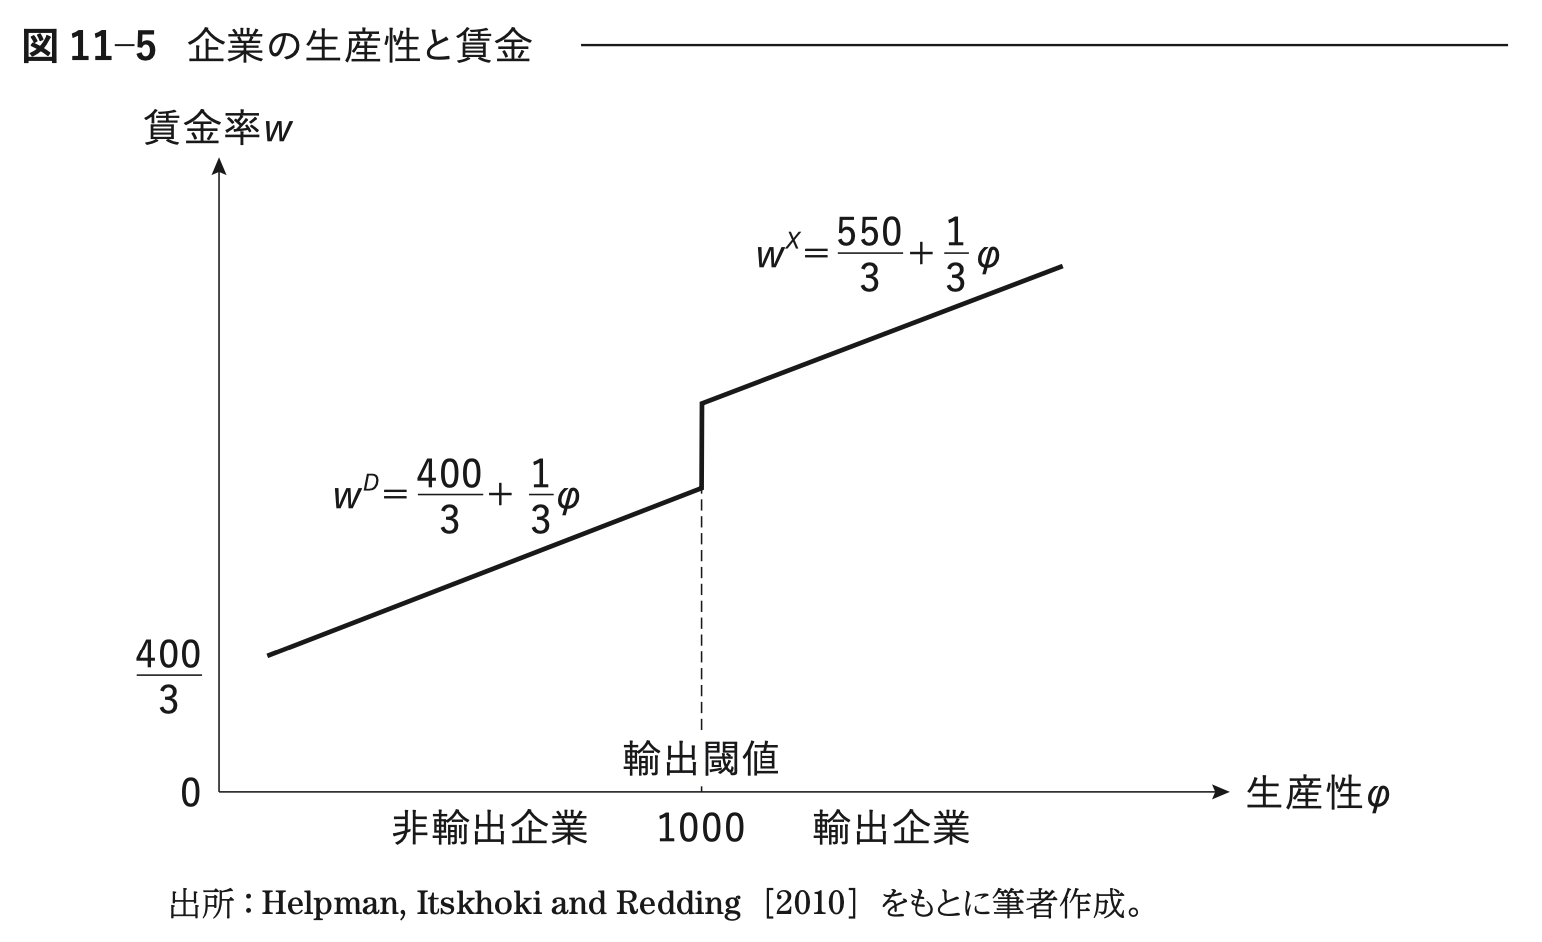 図 11–5 企業の生産性と賃金
賃金率w
w^X = 550/3 + 1/3 φ
w^D = 400/3 + 1/3 φ
400/3
輸出閾値
0
生産性φ
非輸出企業 1000 輸出企業
出所：Helpman, Itskhoki and Redding［2010］をもとに筆者作成。